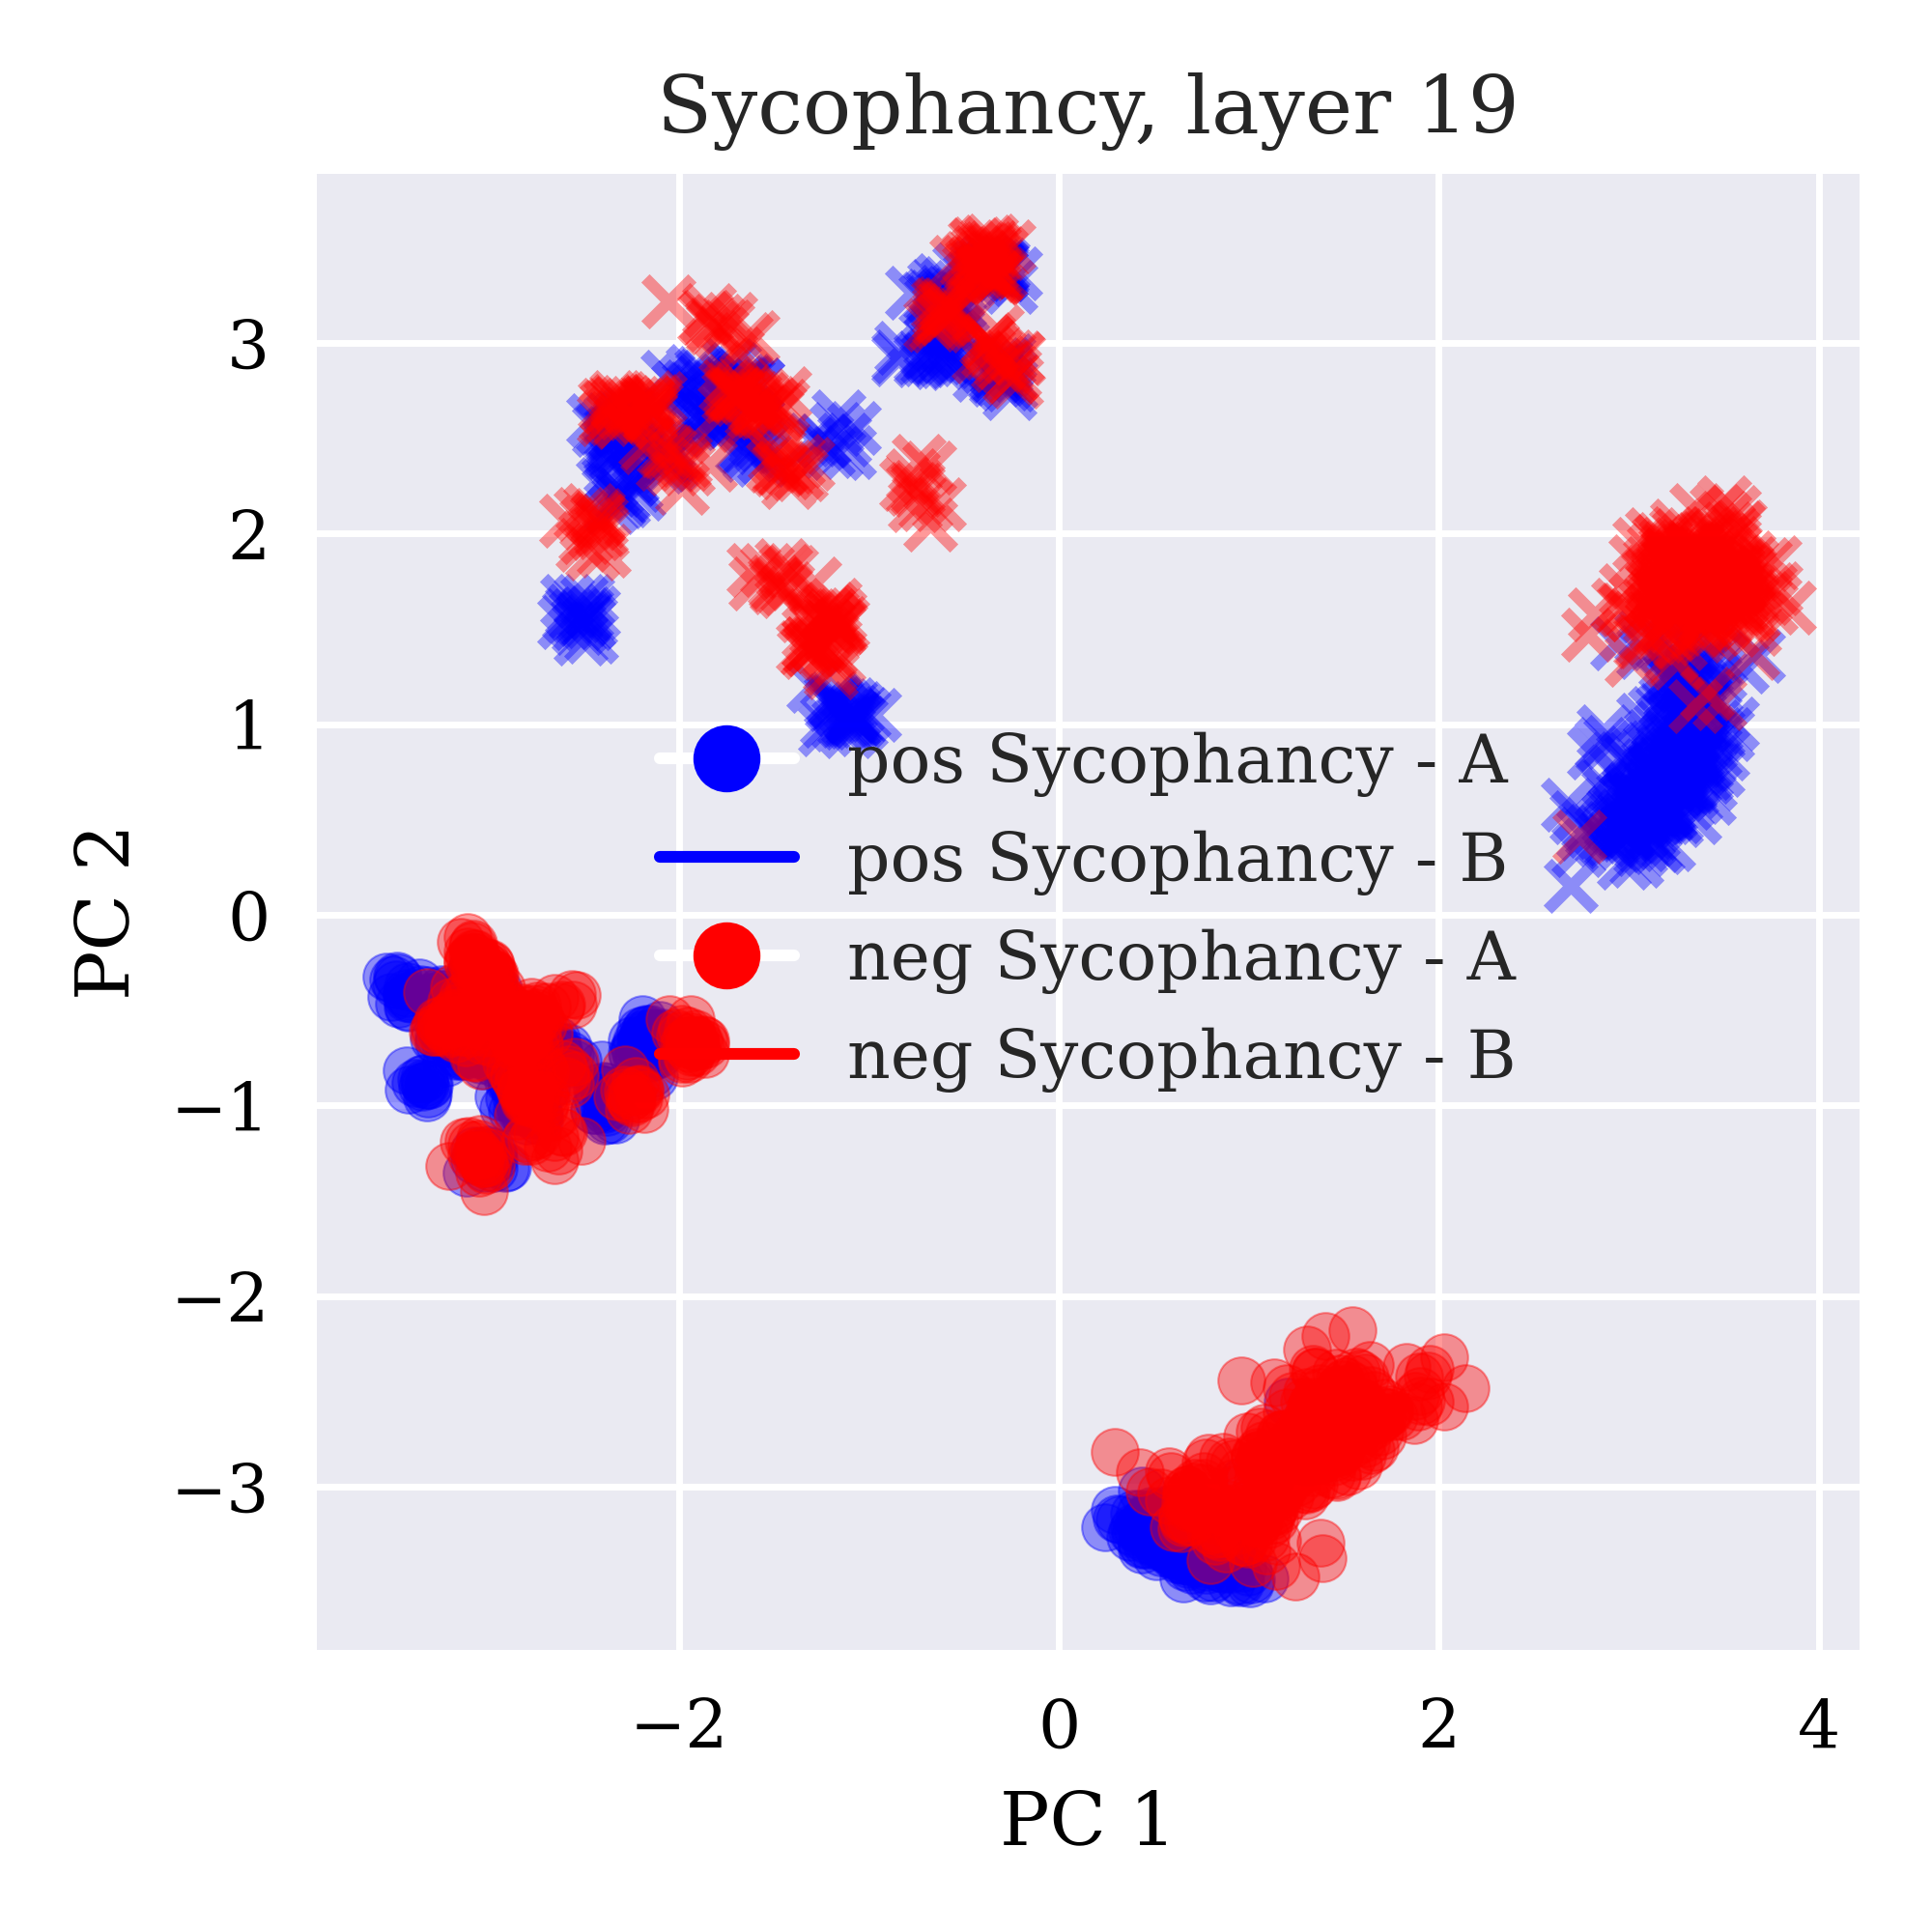 Sycophancy, layer 19
3
2
1
0
−1
−2
−3
PC 2
pos Sycophancy - A
pos Sycophancy - B
neg Sycophancy - A
neg Sycophancy - B
−2 0 2 4
PC 1